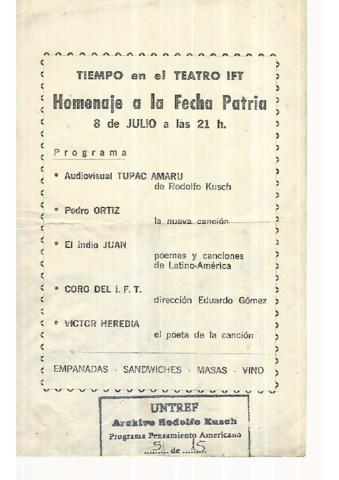 TIEMPO en el TEATRO IFT
Homenaje a la Fecha Patria
8 de JULIO a las 21 h.
Programa
• Audiovisual TUPAC AMARU
de Rodolfo Kusch
• Pedro ORTIZ
la nueva canción
• El Indio JUAN
poemas y canciones
de Latino-América
• CORO DEL I. F. T.
dirección Eduardo Gómez
• VICTOR HEREDIA
el poeta de la canción
EMPANADAS - SANDWICHES - MASAS - VINO
UNTREF
Archivo Rodolfo Kusch
Programa Pensamiento Americano
5 de 15